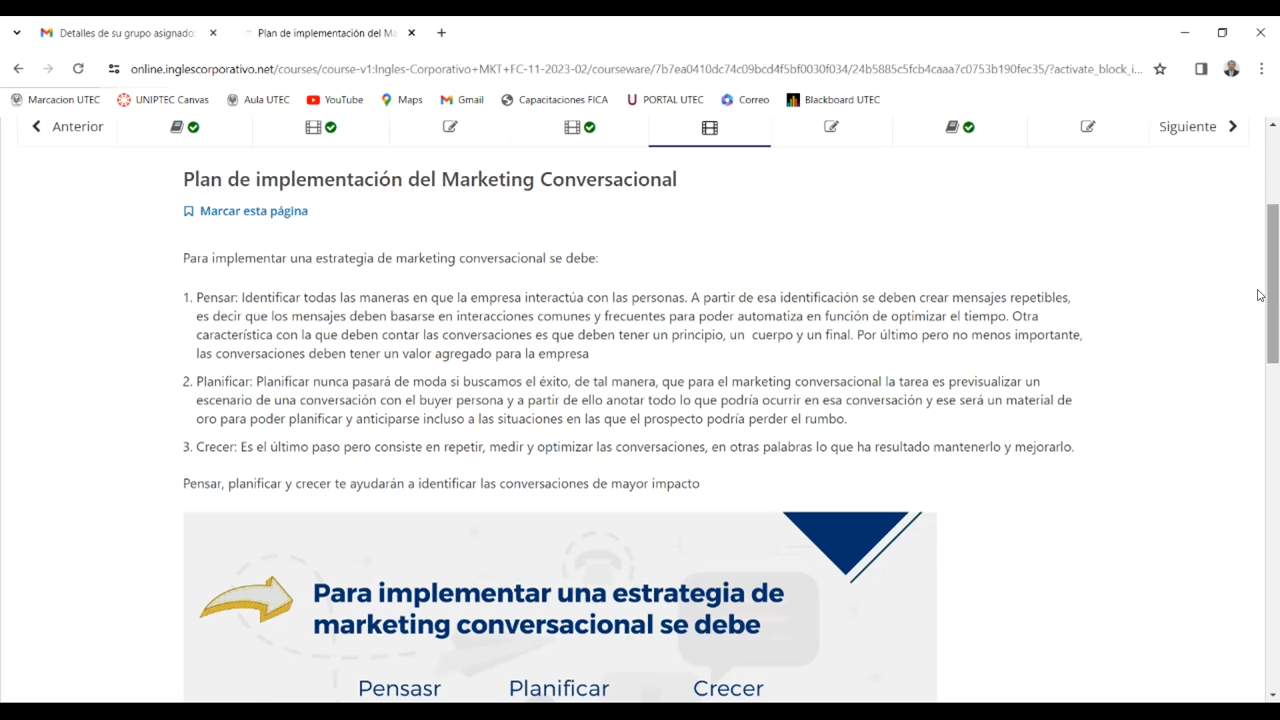 Detalles de su grupo asignado:
Plan de implementación del Ma
online.inglescorporativo.net/courses/course-v1:Ingles-Corporativo+MKT+FC-11-2023-02/courseware/7b7ea0410dc74c09bcd4f5bf0030f034/24b5885c5fcb4caaa7c0753b190fec35/?activate_block_i...
Marcacion UTEC UNIPTEC Canvas Aula UTEC YouTube Maps Gmail Capacitaciones FICA PORTAL UTEC Correo Blackboard UTEC
Anterior
Siguiente
Plan de implementación del Marketing Conversacional
Marcar esta página
Para implementar una estrategia de marketing conversacional se debe:
1. Pensar: Identificar todas las maneras en que la empresa interactúa con las personas. A partir de esa identificación se deben crear mensajes repetibles,
es decir que los mensajes deben basarse en interacciones comunes y frecuentes para poder automatiza en función de optimizar el tiempo. Otra
característica con la que deben contar las conversaciones es que deben tener un principio, un cuerpo y un final. Por último pero no menos importante,
las conversaciones deben tener un valor agregado para la empresa
2. Planificar: Planificar nunca pasará de moda si buscamos el éxito, de tal manera, que para el marketing conversacional la tarea es previsualizar un
escenario de una conversación con el buyer persona y a partir de ello anotar todo lo que podría ocurrir en esa conversación y ese será un material de
oro para poder planificar y anticiparse incluso a las situaciones en las que el prospecto podría perder el rumbo.
3. Crecer: Es el último paso pero consiste en repetir, medir y optimizar las conversaciones, en otras palabras lo que ha resultado mantenerlo y mejorarlo.
Pensar, planificar y crecer te ayudarán a identificar las conversaciones de mayor impacto
Para implementar una estrategia de
marketing conversacional se debe
Pensasr Planificar Crecer